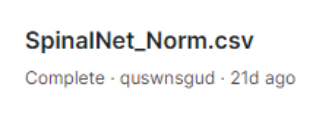 SpinalNet_Norm.csv
Complete · quswnsgud · 21d ago